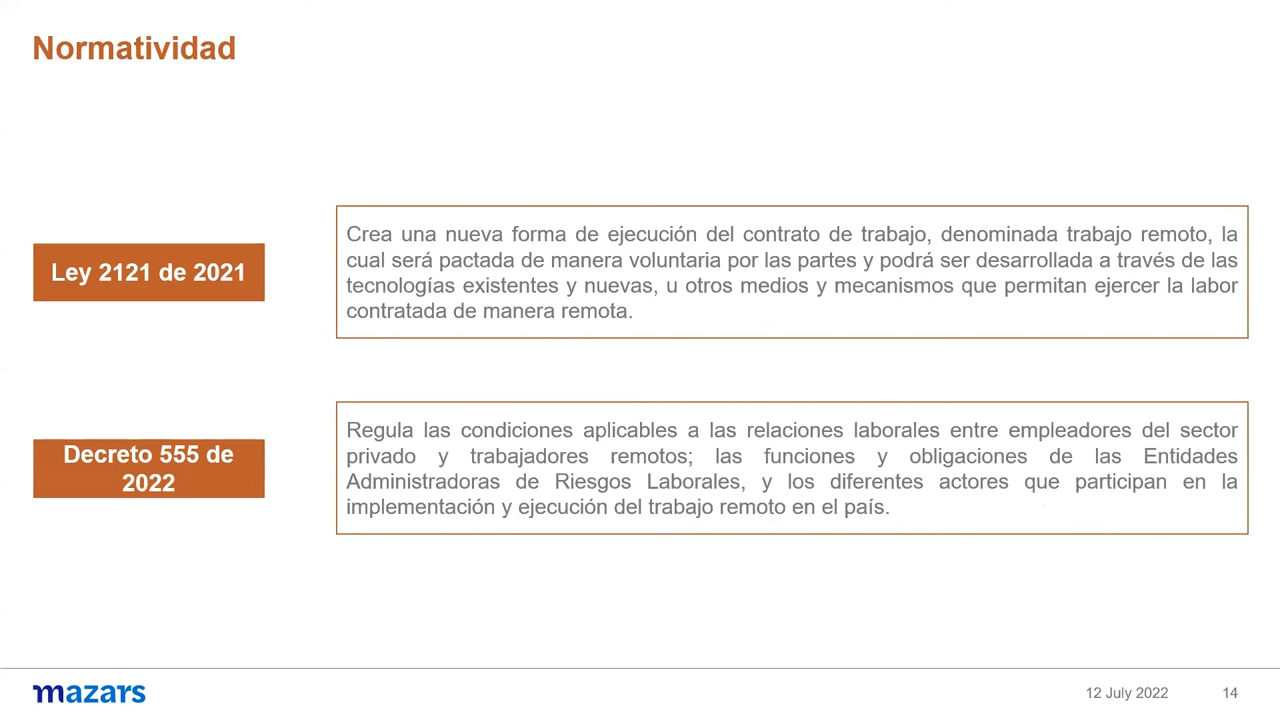 Normatividad
Ley 2121 de 2021
Crea una nueva forma de ejecución del contrato de trabajo, denominada trabajo remoto, la
cual será pactada de manera voluntaria por las partes y podrá ser desarrollada a través de las
tecnologías existentes y nuevas, u otros medios y mecanismos que permitan ejercer la labor
contratada de manera remota.
Decreto 555 de
2022
Regula las condiciones aplicables a las relaciones laborales entre empleadores del sector
privado y trabajadores remotos; las funciones y obligaciones de las Entidades
Administradoras de Riesgos Laborales, y los diferentes actores que participan en la
implementación y ejecución del trabajo remoto en el país.
mazars
12 July 2022
14